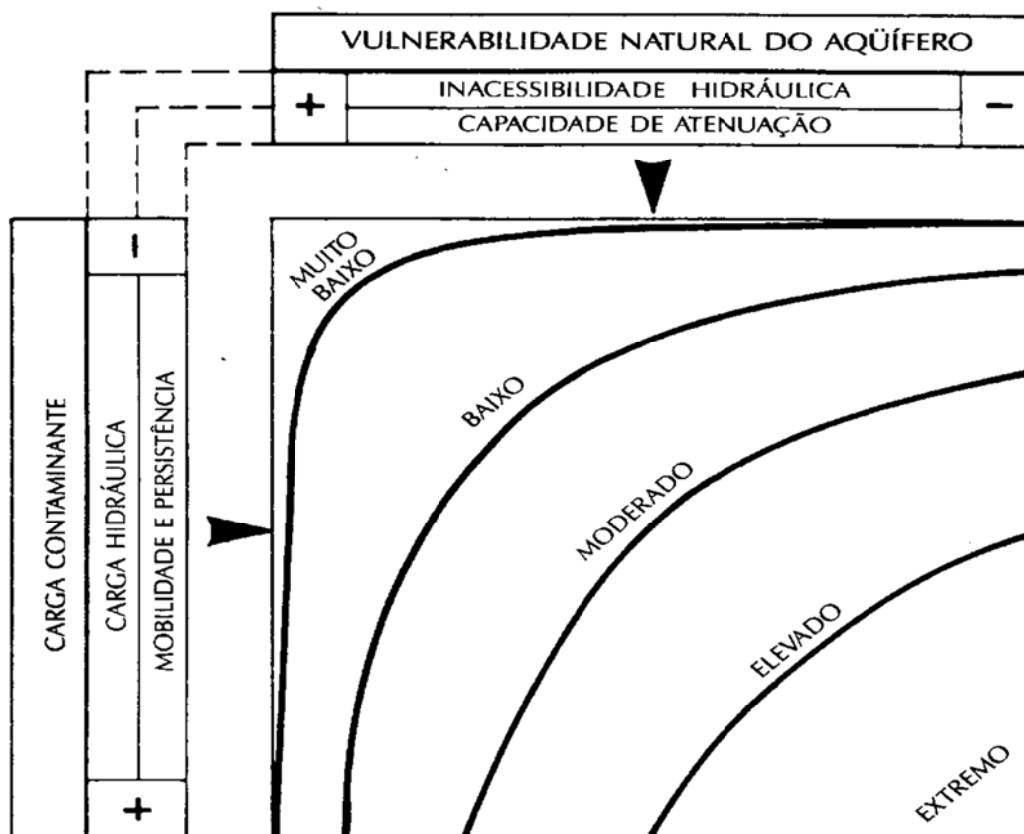 VULNERABILIDADE NATURAL DO AQÜÍFERO
+
INACESSIBILIDADE HIDRÁULICA
CAPACIDADE DE ATENUAÇÃO
−
CARGA CONTAMINANTE
−
CARGA HIDRÁULICA
MOBILIDADE E PERSISTÊNCIA
+
MUITO
BAIXO
BAIXO
MODERADO
ELEVADO
EXTREMO